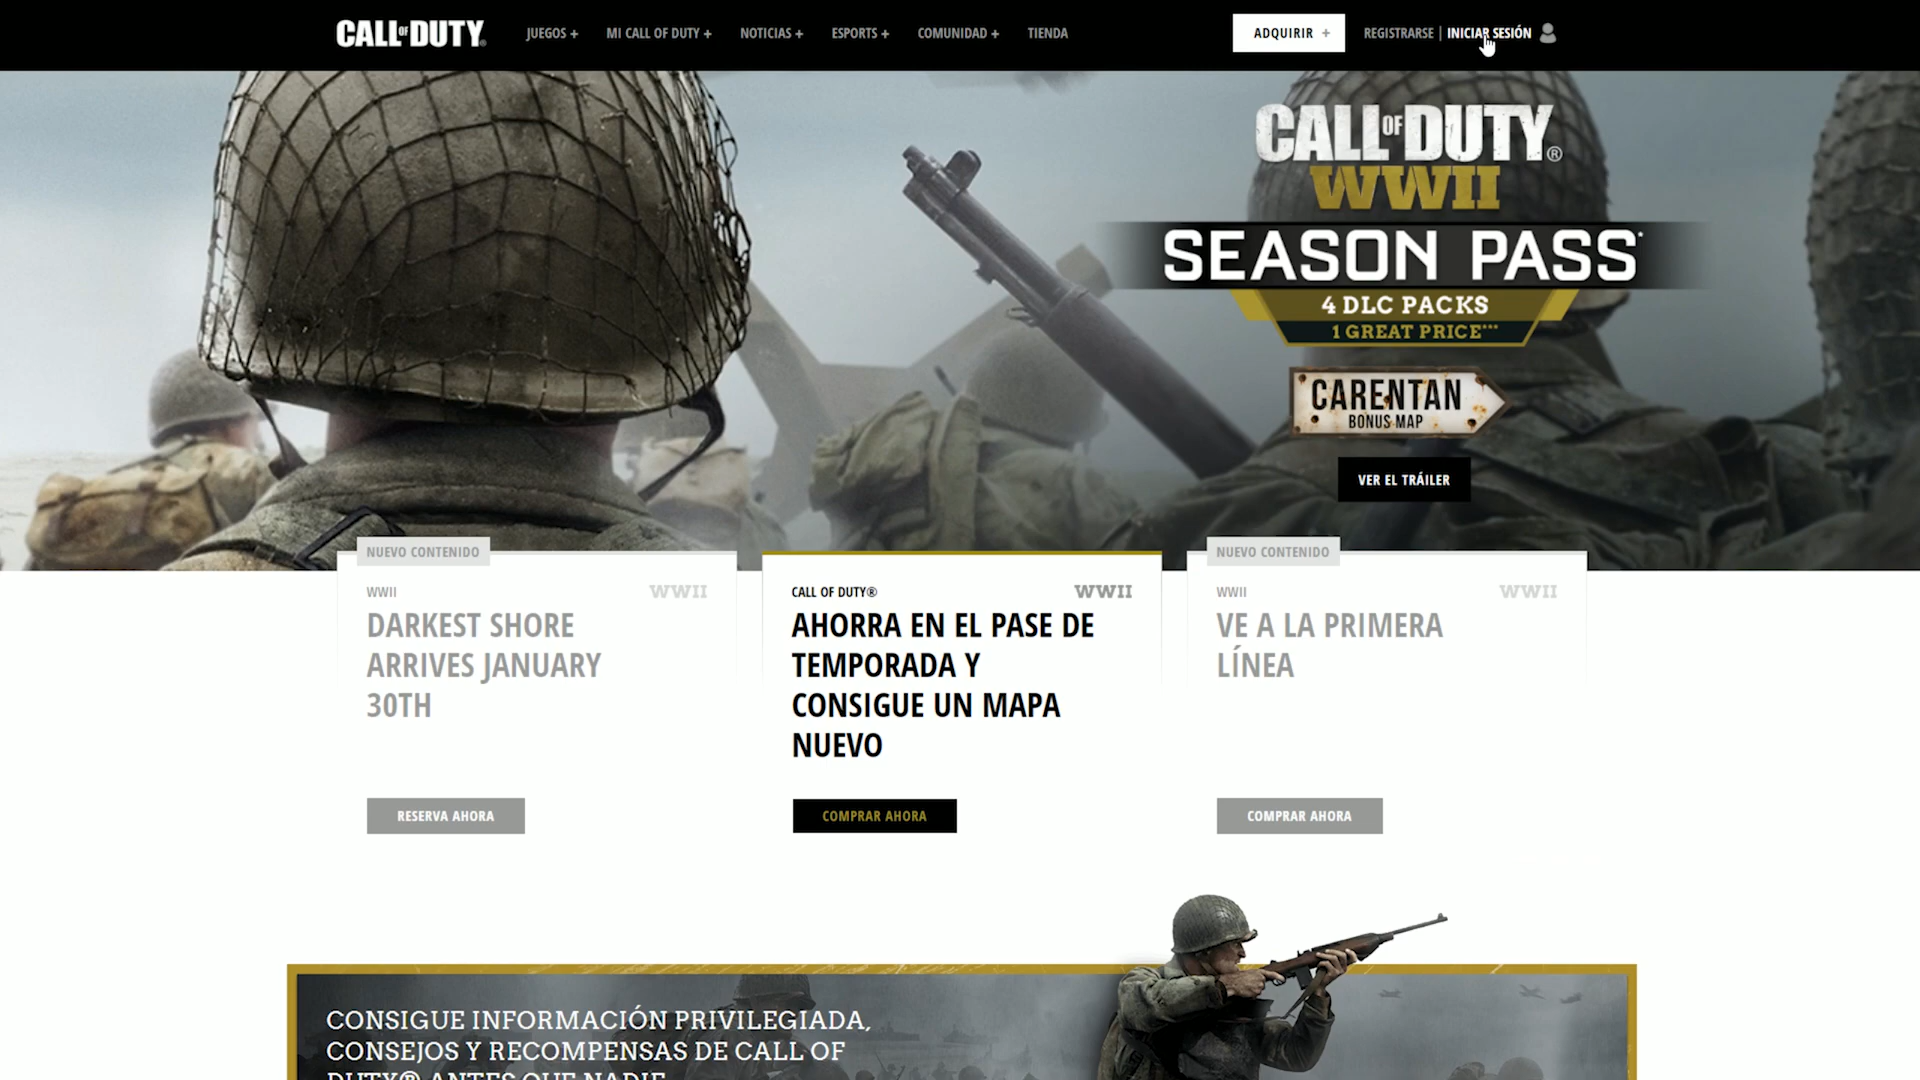 CALL OF DUTY®
JUEGOS +
MI CALL OF DUTY +
NOTICIAS +
ESPORTS +
COMUNIDAD +
TIENDA
ADQUIRIR +
REGISTRARSE | INICIAR SESIÓN
CALL OF DUTY®
WWII
SEASON PASS*
4 DLC PACKS
1 GREAT PRICE***
CARENTAN
BONUS MAP
VER EL TRÁILER
NUEVO CONTENIDO
WWII
WWII
DARKEST SHORE
ARRIVES JANUARY
30TH
RESERVA AHORA
CALL OF DUTY®
WWII
AHORRA EN EL PASE DE
TEMPORADA Y
CONSIGUE UN MAPA
NUEVO
COMPRAR AHORA
NUEVO CONTENIDO
WWII
WWII
VE A LA PRIMERA
LÍNEA
COMPRAR AHORA
CONSIGUE INFORMACIÓN PRIVILEGIADA,
CONSEJOS Y RECOMPENSAS DE CALL OF
DUTY® ANTES QUE NADIE